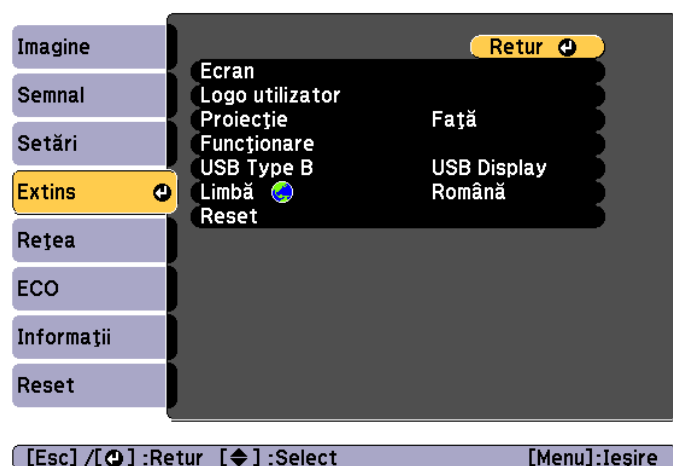 Imagine
Semnal
Setări
Extins
Reţea
ECO
Informaţii
Reset
Retur
Ecran
Logo utilizator
Proiecţie Faţă
Funcţionare
USB Type B USB Display
Limbă Română
Reset
[Esc] /[ ] :Retur [ ] :Select [Menu]:Iesire